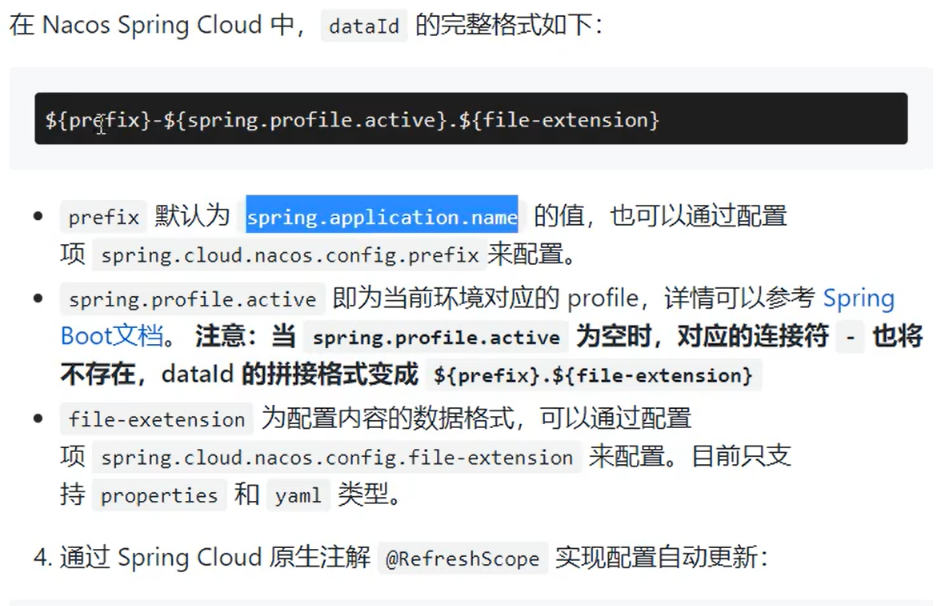 在 Nacos Spring Cloud 中，dataId 的完整格式如下：
${prefix}-${spring.profile.active}.${file-extension}
• prefix 默认为 spring.application.name 的值，也可以通过配置
项 spring.cloud.nacos.config.prefix来配置。
• spring.profile.active 即为当前环境对应的 profile，详情可以参考 Spring
Boot文档。 注意：当 spring.profile.active 为空时，对应的连接符 - 也将
不存在，dataId 的拼接格式变成 ${prefix}.${file-extension}
• file-exetension 为配置内容的数据格式，可以通过配置
项 spring.cloud.nacos.config.file-extension 来配置。目前只支
持 properties 和 yaml 类型。
4. 通过 Spring Cloud 原生注解 @RefreshScope 实现配置自动更新：